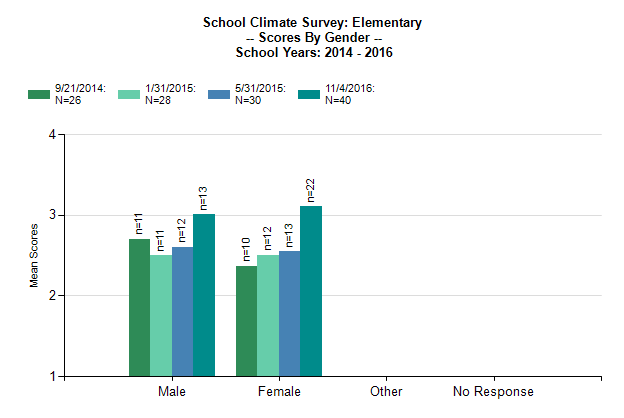 School Climate Survey: Elementary
-- Scores By Gender --
School Years: 2014 - 2016
9/21/2014:
N=26
1/31/2015:
N=28
5/31/2015:
N=30
11/4/2016:
N=40
Mean Scores
4
3
2
1
n=11
n=11
n=12
n=13
n=10
n=12
n=13
n=22
Male
Female
Other
No Response